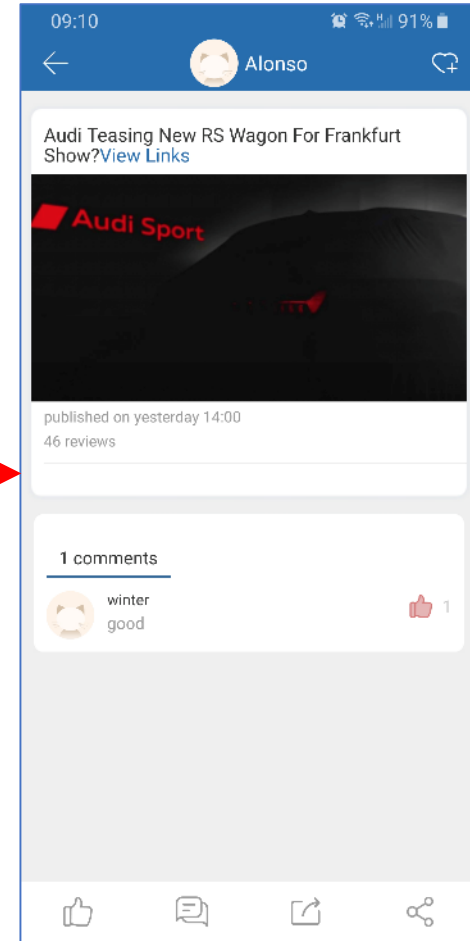 09:10
91%
Alonso
Audi Teasing New RS Wagon For Frankfurt
Show?View Links
Audi Sport
published on yesterday 14:00
46 reviews
1 comments
winter
good
1